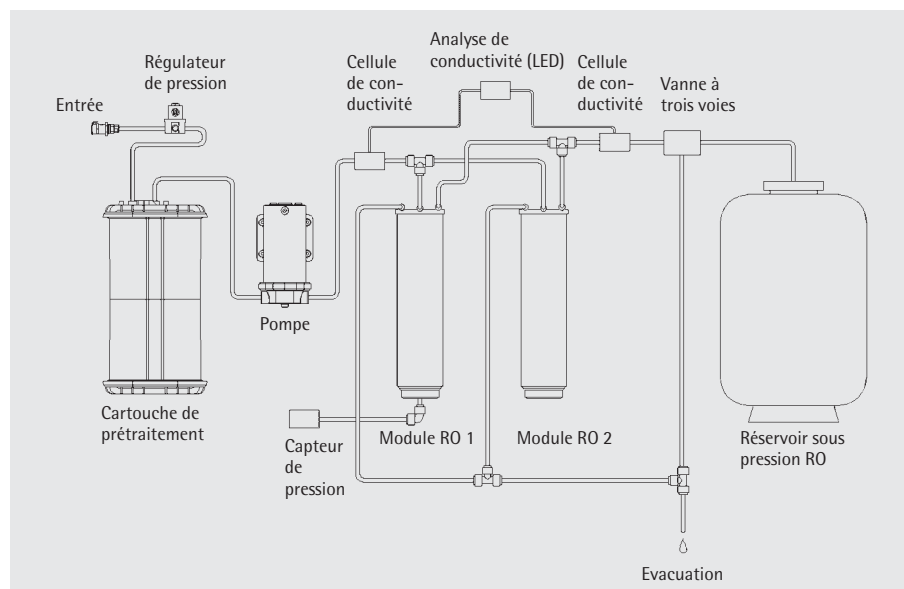 Entrée
Régulateur
de pression
Cellule
de con-
ductivité
Analyse de
conductivité (LED)
Cellule
de con-
ductivité
Vanne à
trois voies
Pompe
Cartouche de
prétraitement
Capteur
de
pression
Module RO 1
Module RO 2
Réservoir sous
pression RO
Evacuation